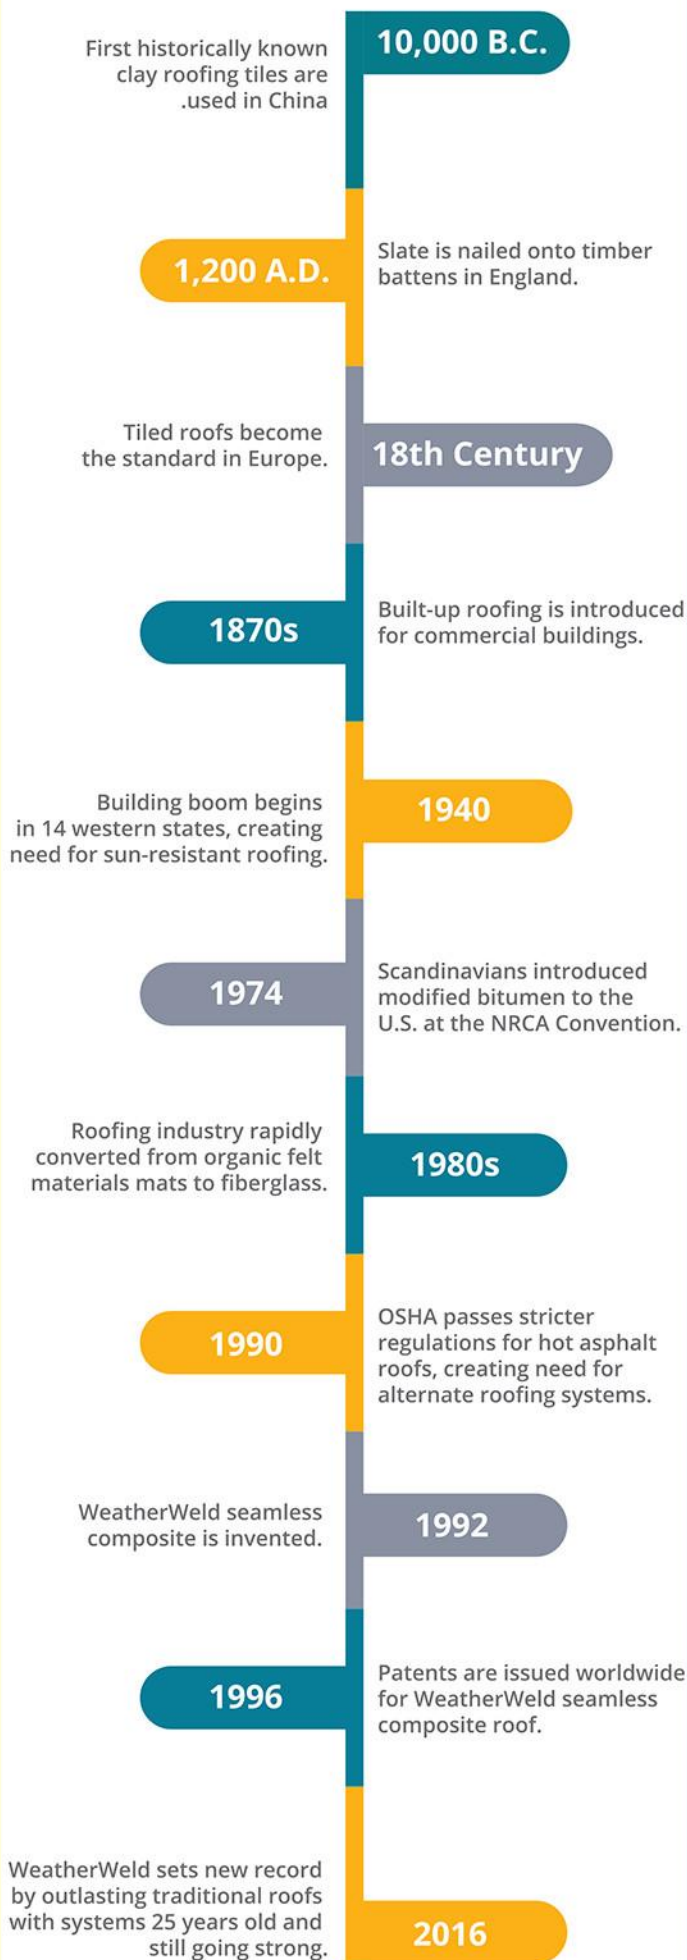 10,000 B.C.
First historically known
clay roofing tiles are
.used in China
1,200 A.D.
Slate is nailed onto timber
battens in England.
18th Century
Tiled roofs become
the standard in Europe.
1870s
Built-up roofing is introduced
for commercial buildings.
1940
Building boom begins
in 14 western states, creating
need for sun-resistant roofing.
1974
Scandinavians introduced
modified bitumen to the
U.S. at the NRCA Convention.
1980s
Roofing industry rapidly
converted from organic felt
materials mats to fiberglass.
1990
OSHA passes stricter
regulations for hot asphalt
roofs, creating need for
alternate roofing systems.
1992
WeatherWeld seamless
composite is invented.
1996
Patents are issued worldwide
for WeatherWeld seamless
composite roof.
2016
WeatherWeld sets new record
by outlasting traditional roofs
with systems 25 years old and
still going strong.